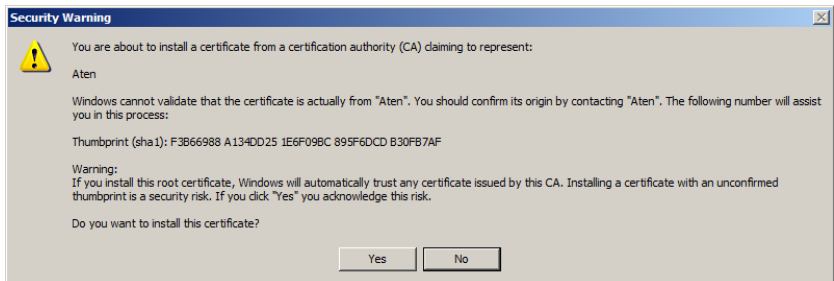 Security Warning
You are about to install a certificate from a certification authority (CA) claiming to represent:
Aten
Windows cannot validate that the certificate is actually from "Aten". You should confirm its origin by contacting "Aten". The following number will assist
you in this process:
Thumbprint (sha1): F3B66988 A134DD25 1E6F09BC 895F6DCD B30FB7AF
Warning:
If you install this root certificate, Windows will automatically trust any certificate issued by this CA. Installing a certificate with an unconfirmed
thumbprint is a security risk. If you click "Yes" you acknowledge this risk.
Do you want to install this certificate?
Yes
No